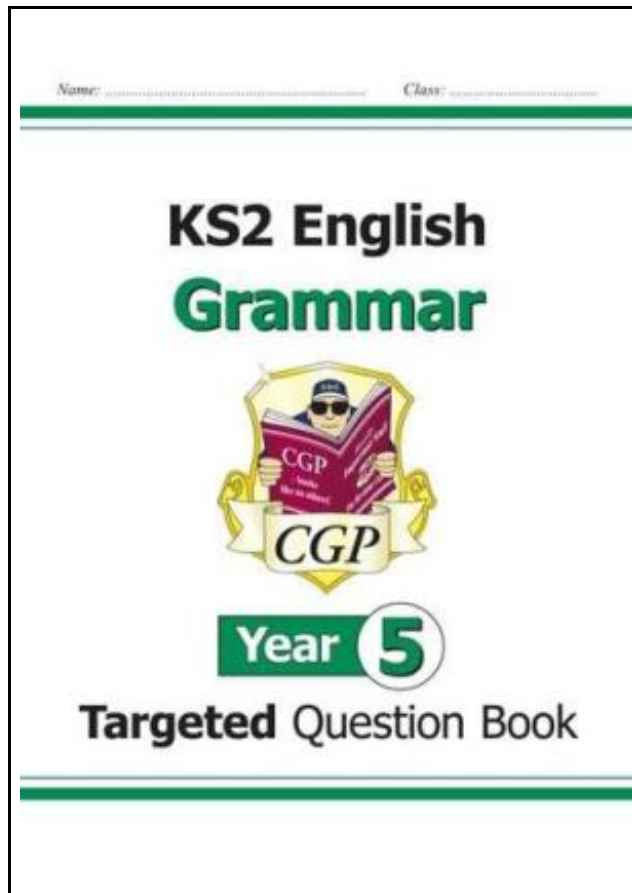 Name: ........................................................ Class: ................................
KS2 English
Grammar
CGP
CGP
Year 5
Targeted Question Book